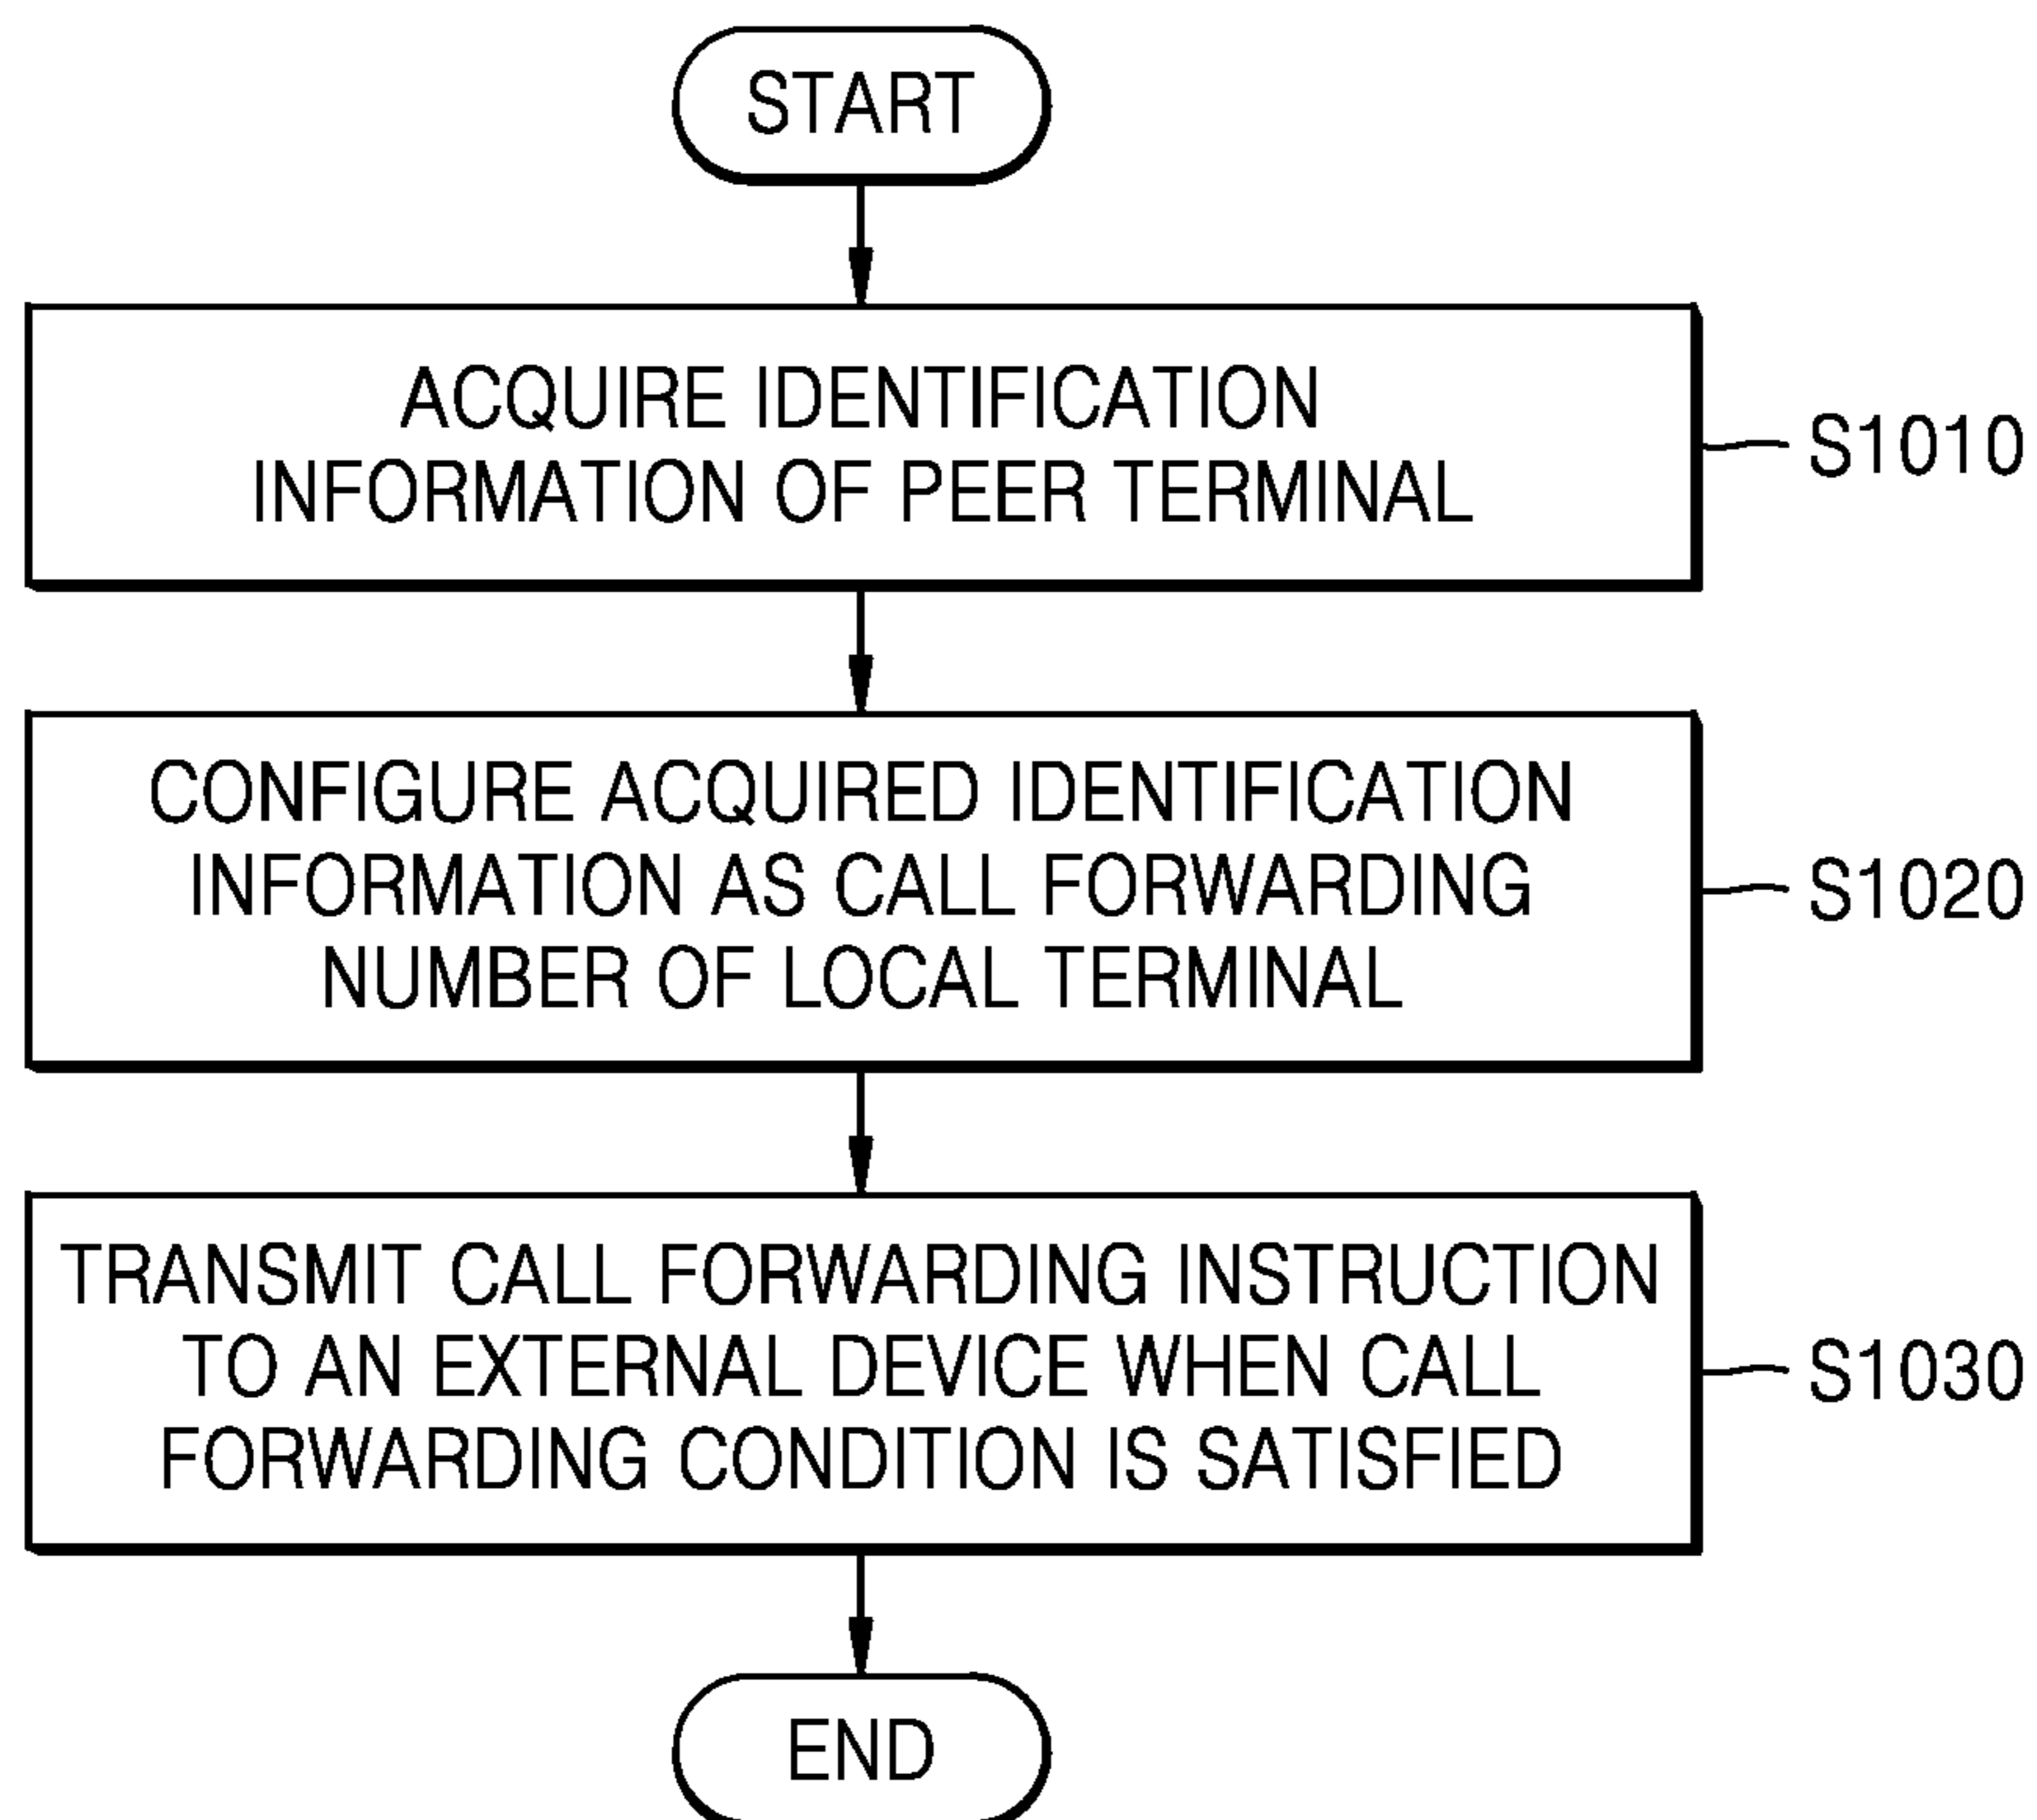 START
ACQUIRE IDENTIFICATION
INFORMATION OF PEER TERMINAL
S1010
CONFIGURE ACQUIRED IDENTIFICATION
INFORMATION AS CALL FORWARDING
NUMBER OF LOCAL TERMINAL
S1020
TRANSMIT CALL FORWARDING INSTRUCTION
TO AN EXTERNAL DEVICE WHEN CALL
FORWARDING CONDITION IS SATISFIED
S1030
END